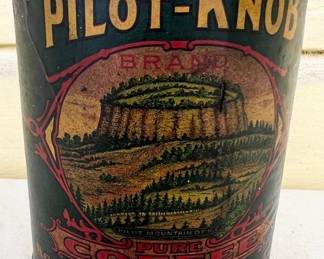 PILOT-KNOB
BRAND
PILOT MOUNTAIN
PURE
COFFEE